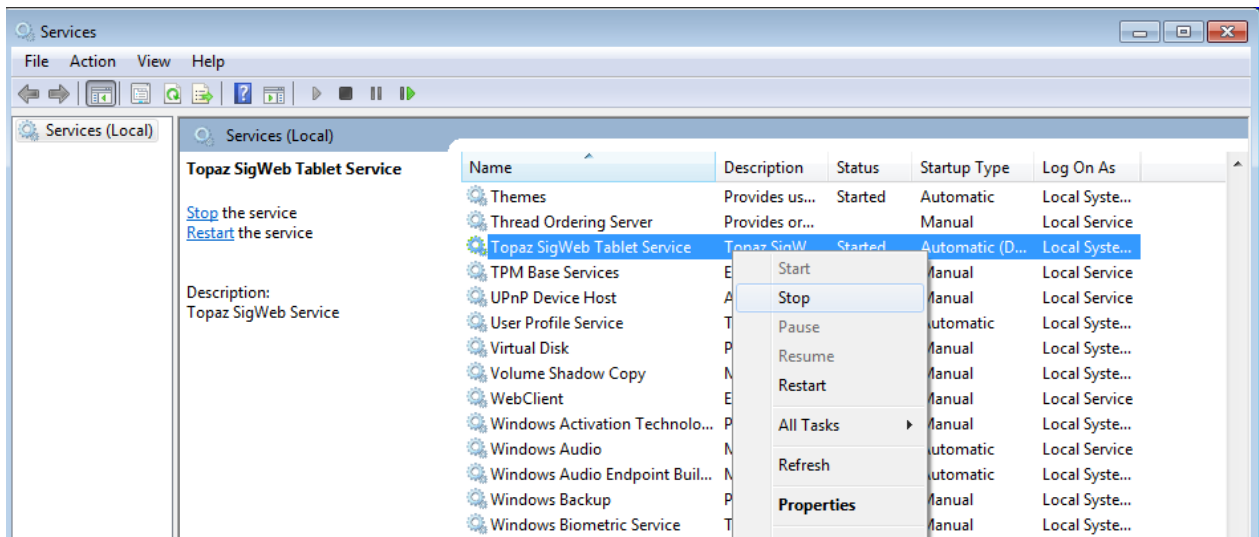 Services
File Action View Help
Services (Local)
Services (Local)
Topaz SigWeb Tablet Service
Stop the service
Restart the service
Description:
Topaz SigWeb Service
Name Description Status Startup Type Log On As
Themes Provides us... Started Automatic Local Syste...
Thread Ordering Server Provides or... Manual Local Service
Topaz SigWeb Tablet Service Topaz SigW... Started Automatic (D... Local Syste...
TPM Base Services E Manual Local Service
UPnP Device Host A Manual Local Service
User Profile Service T utomatic Local Syste...
Virtual Disk P Manual Local Syste...
Volume Shadow Copy M Manual Local Syste...
WebClient E Manual Local Service
Windows Activation Technolo... P Manual Local Syste...
Windows Audio M utomatic Local Service
Windows Audio Endpoint Buil... M utomatic Local Syste...
Windows Backup P Manual Local Syste...
Windows Biometric Service T Manual Local Syste...
Start
Stop
Pause
Resume
Restart
All Tasks
Refresh
Properties